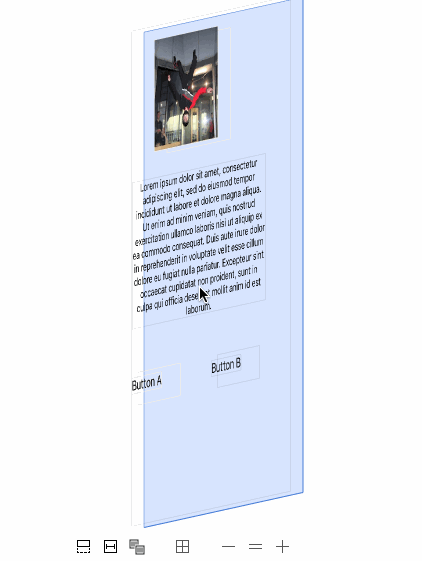 Lorem ipsum dolor sit amet, consectetur
adipiscing elit, sed do eiusmod tempor
incididunt ut labore et dolore magna aliqua.
Ut enim ad minim veniam, quis nostrud
exercitation ullamco laboris nisi ut aliquip ex
ea commodo consequat. Duis aute irure dolor
in reprehenderit in voluptate velit esse cillum
dolore eu fugiat nulla pariatur. Excepteur sint
occaecat cupidatat non proident, sunt in
culpa qui officia mollit anim id est
laborum.
Button A
Button B